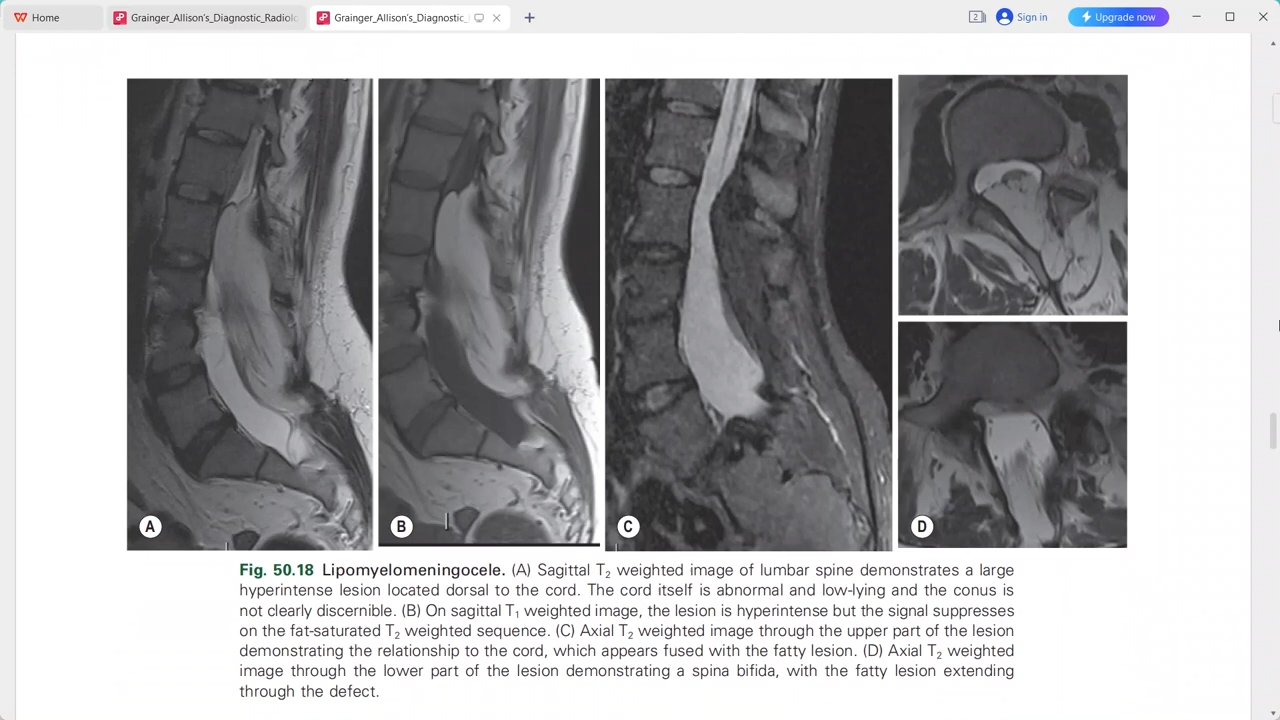 Home
Grainger_Allison's_Diagnostic_Radiolo
Grainger_Allison's_Diagnostic_
2
Sign in
Upgrade now
A
B
C
D
Fig. 50.18 Lipomyelomeningocele. (A) Sagittal T2 weighted image of lumbar spine demonstrates a large
hyperintense lesion located dorsal to the cord. The cord itself is abnormal and low-lying and the conus is
not clearly discernible. (B) On sagittal T1 weighted image, the lesion is hyperintense but the signal suppresses
on the fat-saturated T2 weighted sequence. (C) Axial T2 weighted image through the upper part of the lesion
demonstrating the relationship to the cord, which appears fused with the fatty lesion. (D) Axial T2 weighted
image through the lower part of the lesion demonstrating a spina bifida, with the fatty lesion extending
through the defect.